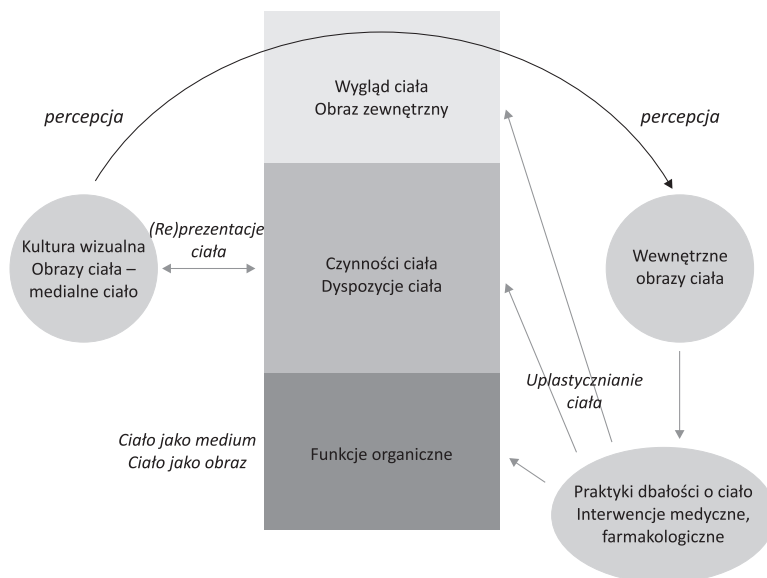 Wygląd ciała
Obraz zewnętrzny
percepcja
percepcja
(Re)prezentacje
ciała
Kultura wizualna
Obrazy ciała –
medialne ciało
Czynności ciała
Dyspozycje ciała
Wewnętrzne
obrazy ciała
Uplastycznianie
ciała
Ciało jako medium
Ciało jako obraz
Funkcje organiczne
Praktyki dbałości o ciało
Interwencje medyczne,
farmakologiczne